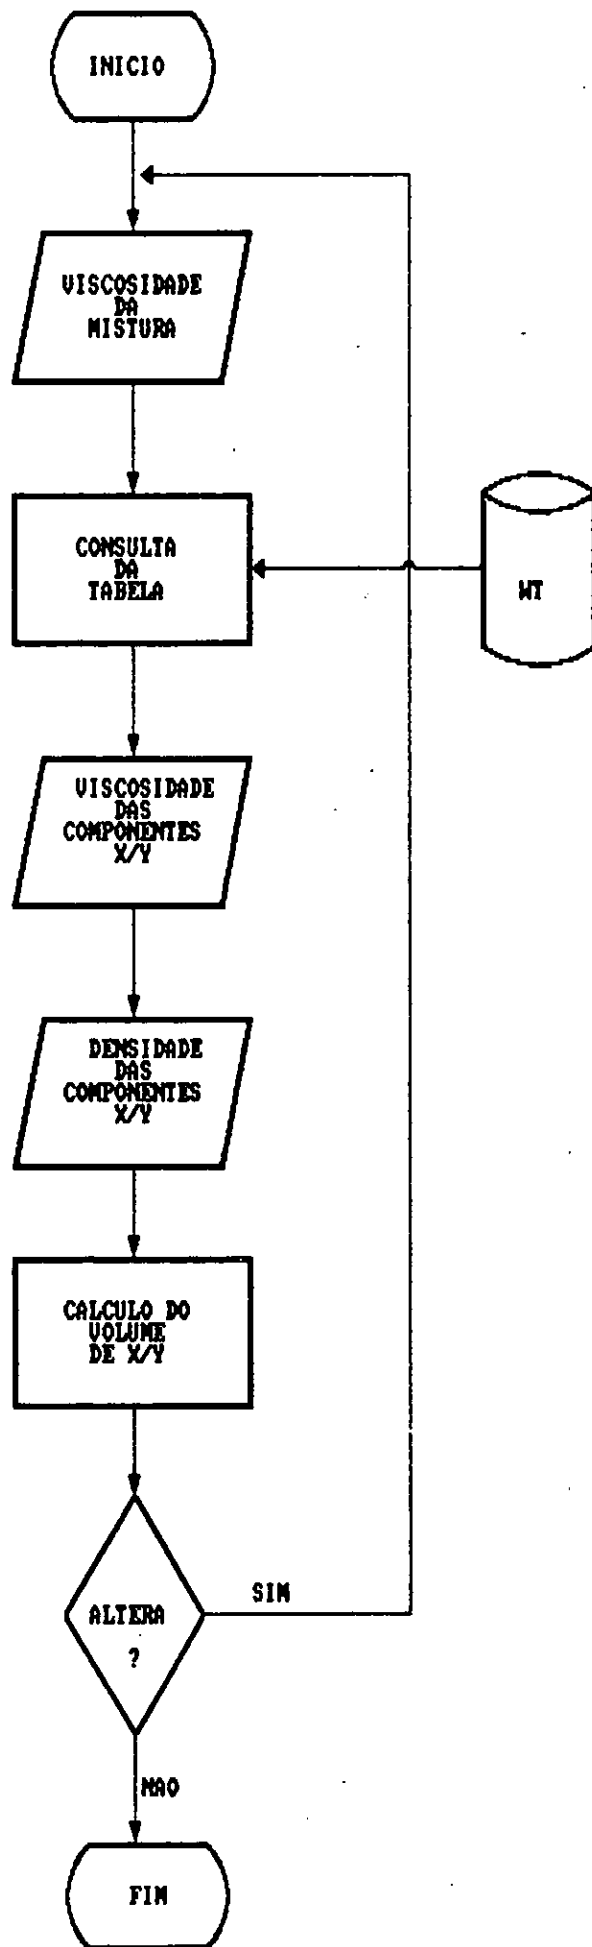 INICIO
VISCOSIDADE
DA
MISTURA
CONSULTA
DA
TABELA
WT
VISCOSIDADE
DAS
COMPONENTES
X/Y
DENSIDADE
DAS
COMPONENTES
X/Y
CALCULO DO
VOLUME
DE X/Y
ALTERA
?
SIM
NAO
FIM